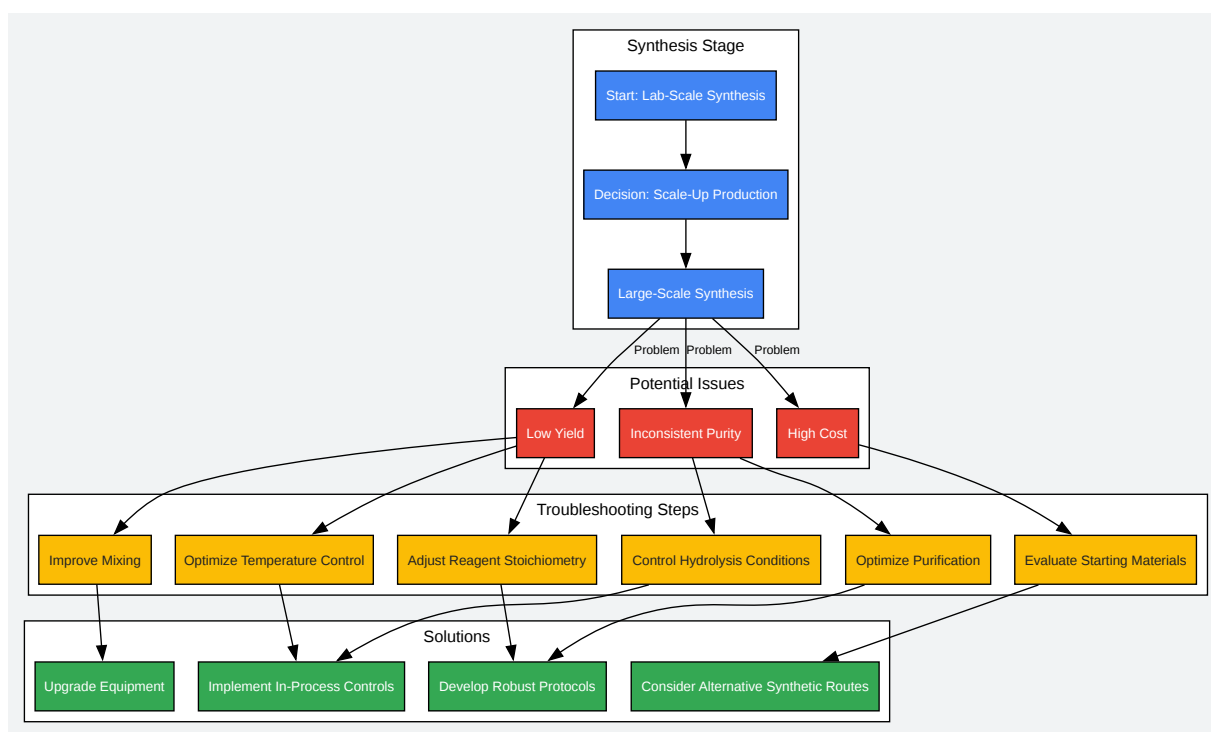 Synthesis Stage
Start: Lab-Scale Synthesis
Decision: Scale-Up Production
Large-Scale Synthesis
Problem
Problem
Problem
Potential Issues
Low Yield
Inconsistent Purity
High Cost
Troubleshooting Steps
Improve Mixing
Optimize Temperature Control
Adjust Reagent Stoichiometry
Control Hydrolysis Conditions
Optimize Purification
Evaluate Starting Materials
Solutions
Upgrade Equipment
Implement In-Process Controls
Develop Robust Protocols
Consider Alternative Synthetic Routes